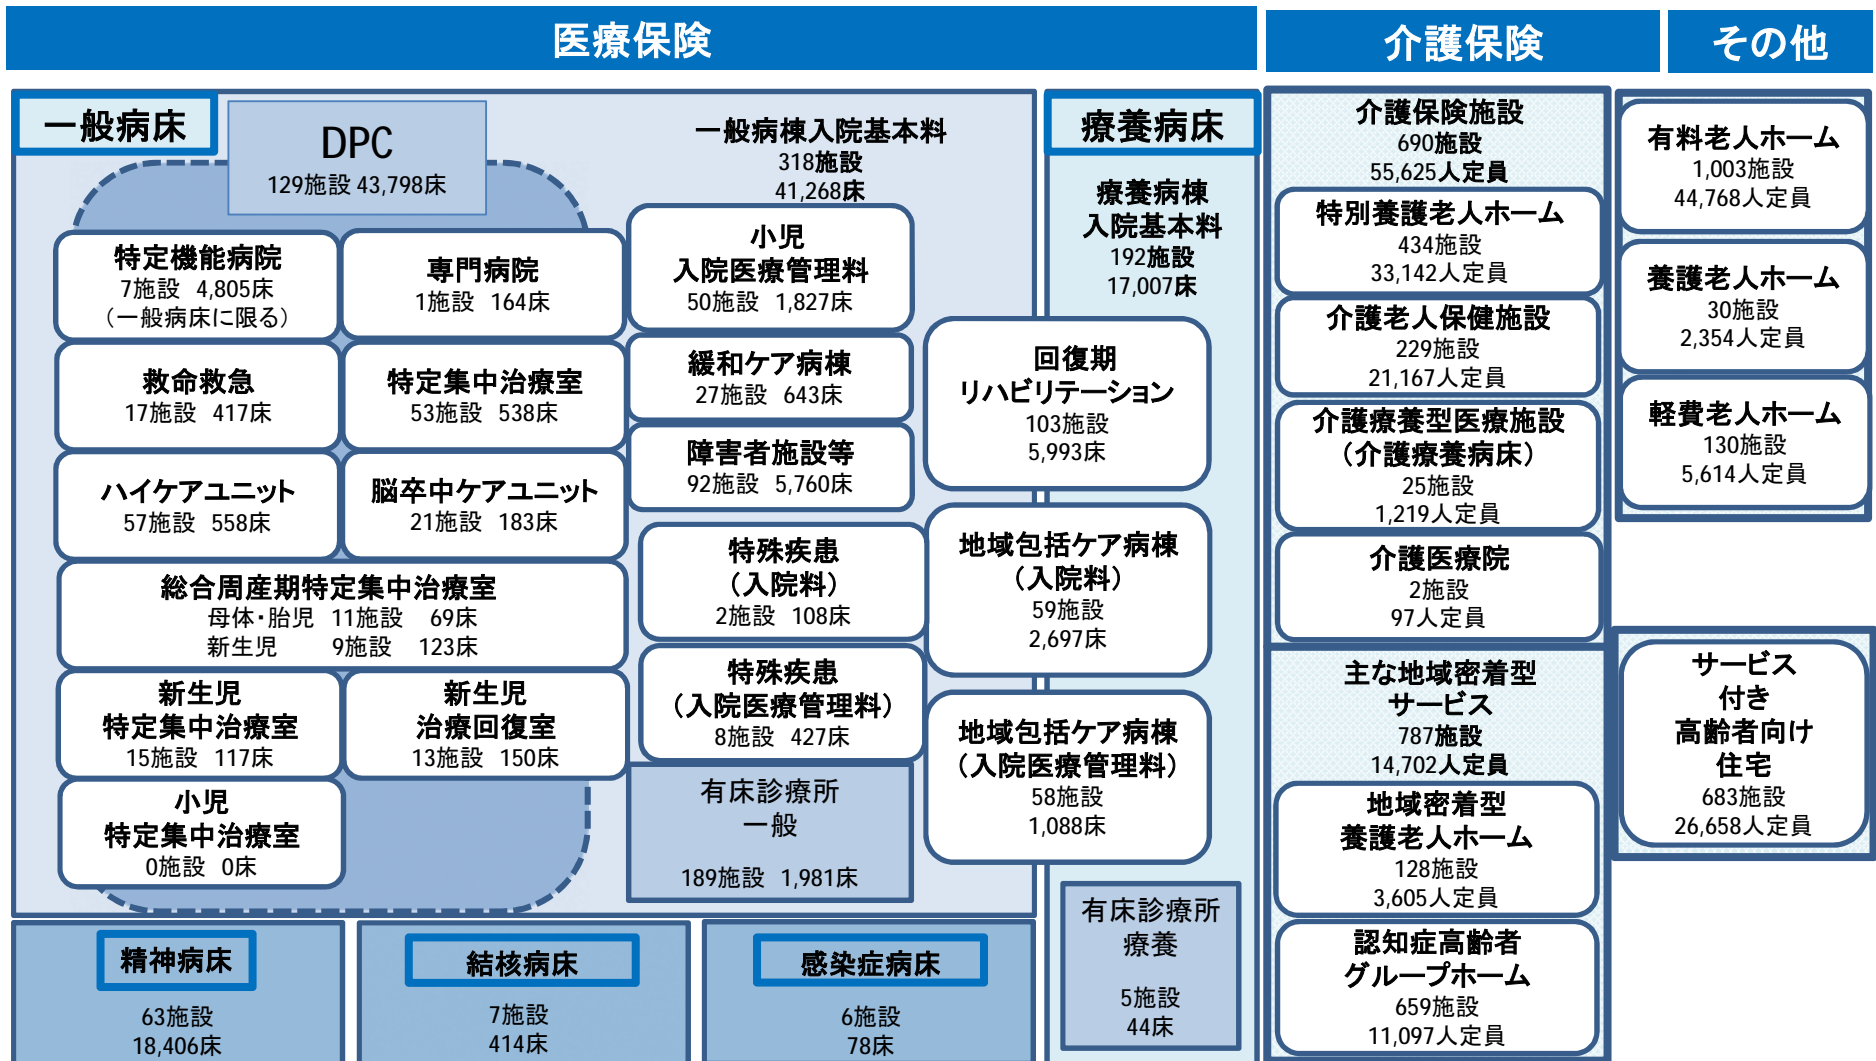 医療保険
介護保険
その他
一般病床
DPC
129施設 43,798床
一般病棟入院基本料
318施設
41,268床
特定機能病院
7施設 4,805床
（一般病床に限る）
専門病院
1施設 164床
救命救急
17施設 417床
特定集中治療室
53施設 538床
ハイケアユニット
57施設 558床
脳卒中ケアユニット
21施設 183床
総合周産期特定集中治療室
母体・胎児 11施設 69床
新生児 9施設 123床
新生児
特定集中治療室
15施設 117床
新生児
治療回復室
13施設 150床
小児
特定集中治療室
0施設 0床
小児
入院医療管理料
50施設 1,827床
緩和ケア病棟
27施設 643床
障害者施設等
92施設 5,760床
特殊疾患
（入院料）
2施設 108床
特殊疾患
（入院医療管理料）
8施設 427床
有床診療所
一般
189施設 1,981床
療養病床
療養病棟
入院基本料
192施設
17,007床
回復期
リハビリテーション
103施設
5,993床
地域包括ケア病棟
（入院料）
59施設
2,697床
地域包括ケア病棟
（入院医療管理料）
58施設
1,088床
有床診療所
療養
5施設
44床
精神病床
63施設
18,406床
結核病床
7施設
414床
感染症病床
6施設
78床
介護保険施設
690施設
55,625人定員
特別養護老人ホーム
434施設
33,142人定員
介護老人保健施設
229施設
21,167人定員
介護療養型医療施設
（介護療養病床）
25施設
1,219人定員
介護医療院
2施設
97人定員
主な地域密着型
サービス
787施設
14,702人定員
地域密着型
養護老人ホーム
128施設
3,605人定員
認知症高齢者
グループホーム
659施設
11,097人定員
有料老人ホーム
1,003施設
44,768人定員
養護老人ホーム
30施設
2,354人定員
軽費老人ホーム
130施設
5,614人定員
サービス
付き
高齢者向け
住宅
683施設
26,658人定員